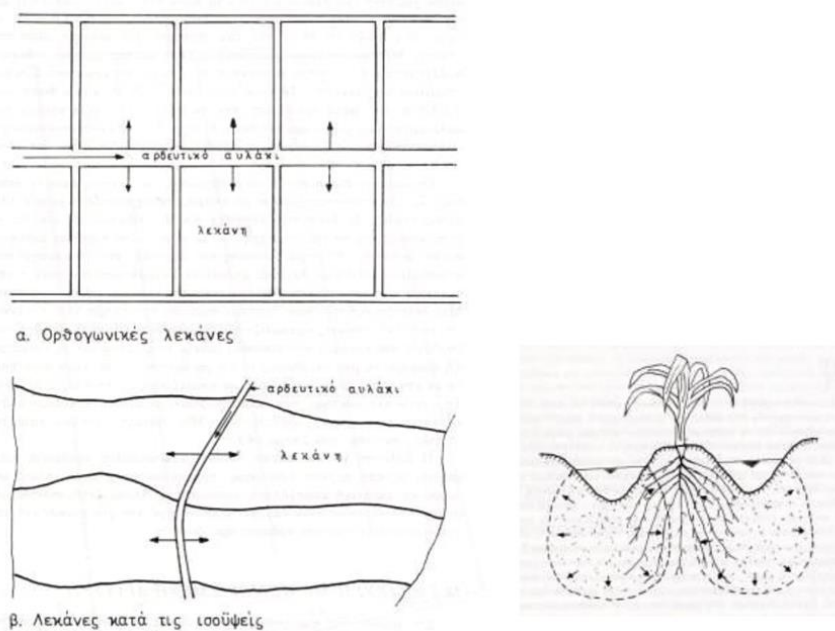 αρδευτικό αυλάκι
λεκάνη
α. Ορθογωνικές λεκάνες
αρδευτικό αυλάκι
λεκάνη
β. Λεκάνες κατά τις ισοϋψείς